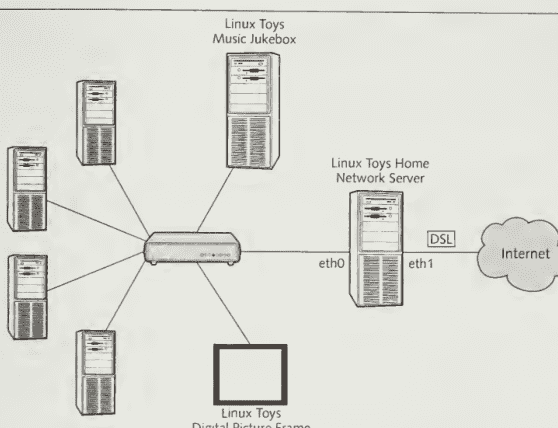 Linux Toys
Music Jukebox
Linux Toys Home
Network Server
DSL
Internet
eth0
eth1
Linux Toys
Digital Picture Frame